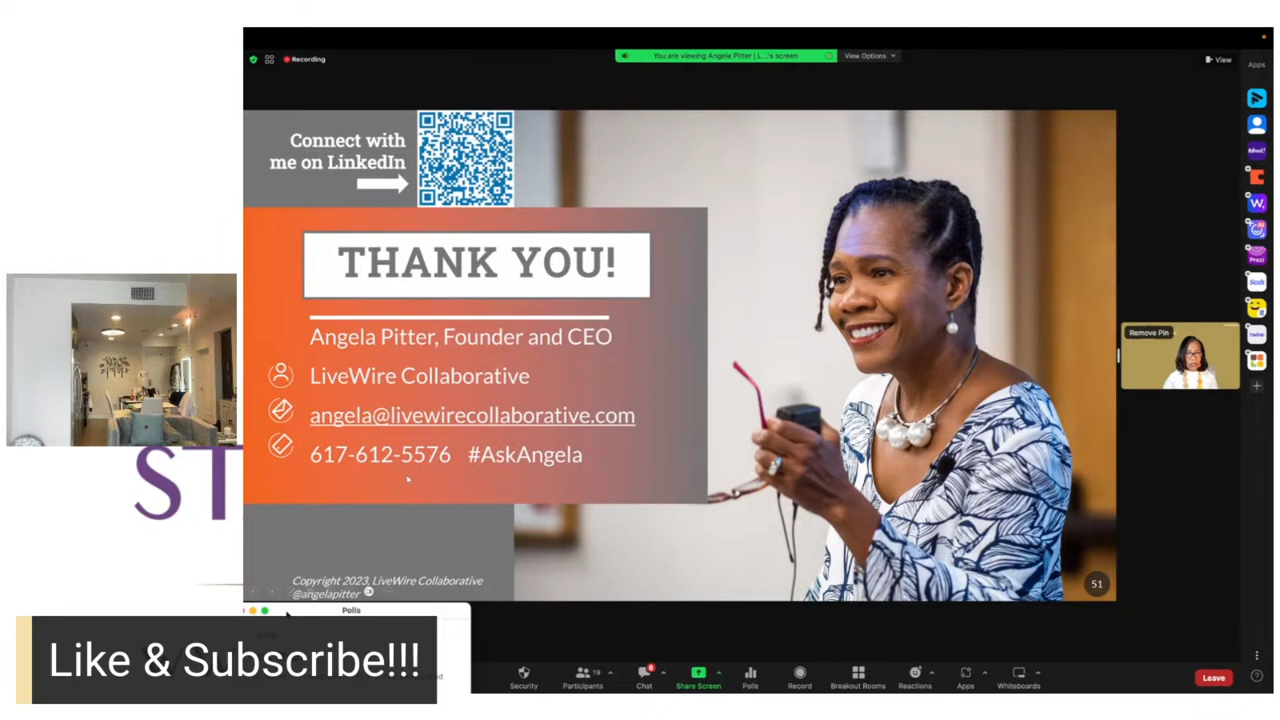 Recording
You are viewing Angela Pitter | L...'s screen
View Options
View
Apps
Connect with
me on LinkedIn
THANK YOU!
Angela Pitter, Founder and CEO
LiveWire Collaborative
angela@livewirecollaborative.com
617-612-5576 #AskAngela
Remove Pin
ST
Copyright 2023, LiveWire Collaborative
@angelapitter
51
Polls
Like & Subscribe!!!
Security
Participants 19
Chat 6
Share Screen
Polls
Record
Breakout Rooms
Reactions
Apps
Whiteboards
Leave